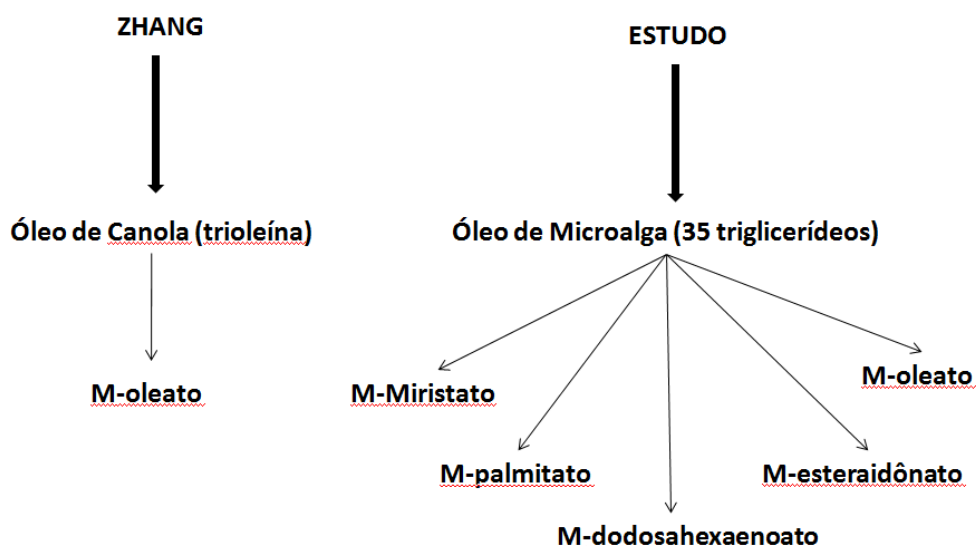 ZHANG
Óleo de Canola (trioleína)
M-oleato
ESTUDO
Óleo de Microalga (35 triglicerídeos)
M-Miristato
M-palmitato
M-dodosahexaenoato
M-esteraidônato
M-oleato